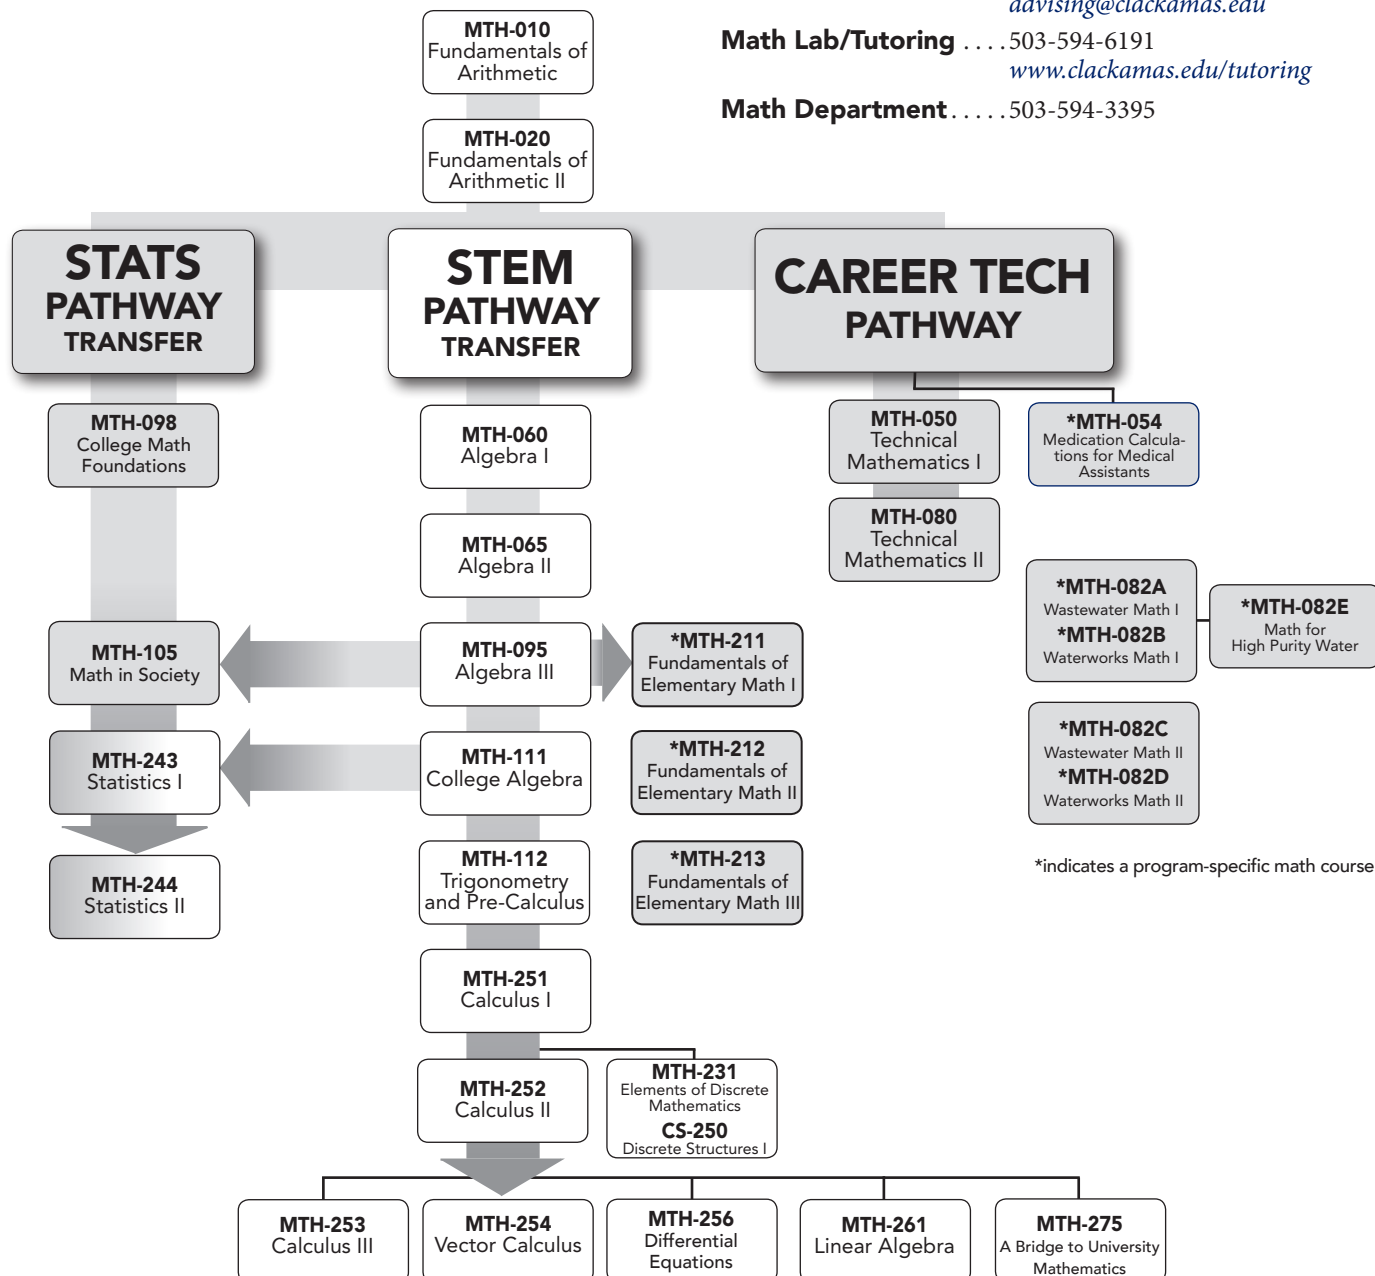 advising@clackamas.edu
Math Lab/Tutoring . . . . 503-594-6191
www.clackamas.edu/tutoring
Math Department . . . . . 503-594-3395
MTH-010
Fundamentals of
Arithmetic
MTH-020
Fundamentals of
Arithmetic II
STATS
PATHWAY
TRANSFER
STEM
PATHWAY
TRANSFER
CAREER TECH
PATHWAY
MTH-098
College Math
Foundations
MTH-060
Algebra I
MTH-050
Technical
Mathematics I
*MTH-054
Medication Calcula-
tions for Medical
Assistants
MTH-065
Algebra II
MTH-080
Technical
Mathematics II
*MTH-082A
Wastewater Math I
*MTH-082B
Waterworks Math I
*MTH-082E
Math for
High Purity Water
MTH-105
Math in Society
MTH-095
Algebra III
*MTH-211
Fundamentals of
Elementary Math I
MTH-243
Statistics I
MTH-111
College Algebra
*MTH-212
Fundamentals of
Elementary Math II
*MTH-082C
Wastewater Math II
*MTH-082D
Waterworks Math II
MTH-244
Statistics II
MTH-112
Trigonometry
and Pre-Calculus
*MTH-213
Fundamentals of
Elementary Math III
*indicates a program-specific math course
MTH-251
Calculus I
MTH-252
Calculus II
MTH-231
Elements of Discrete
Mathematics
CS-250
Discrete Structures I
MTH-253
Calculus III
MTH-254
Vector Calculus
MTH-256
Differential
Equations
MTH-261
Linear Algebra
MTH-275
A Bridge to University
Mathematics